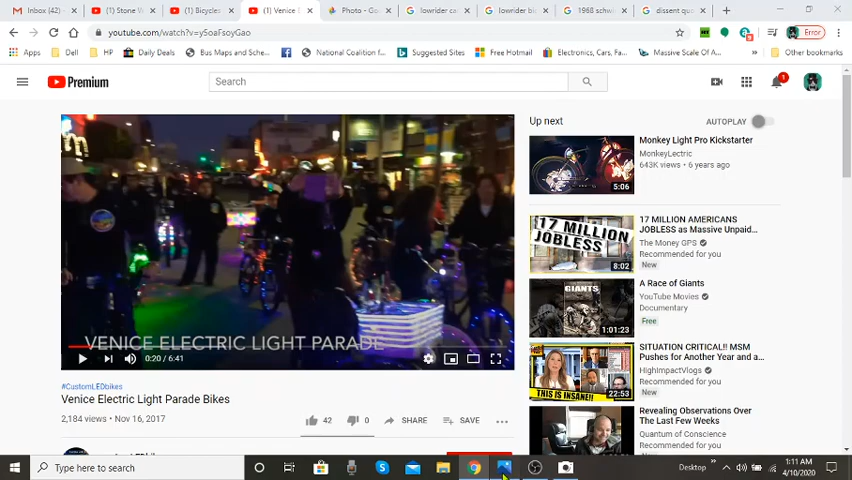 Inbox (42) -
(1) Stone W
(1) Bicycles
(1) Venice
Photo - Go
lowrider ca
lowrider bi
1968 schw
dissent quo
youtube.com/watch?v=ySoaFsoyGao
Error
Apps
Deb
HP
Daily Deals
Bus Maps and Sche...
National Coalition f...
Suggested Sites
Free Hotmail
Electronics, Cars, Fa...
Massive Scale Of A...
Other bookmarks
Premium
Search
1
Up next
AUTOPLAY
Monkey Light Pro Kickstarter
MonkeyLectric
643K views • 6 years ago
5:06
17 MILLION JOBLESS
17 MILLION AMERICANS
JOBLESS as Massive Unpaid...
The Money GPS
Recommended for you
New
8:02
GIANTS
A Race of Giants
YouTube Movies
Documentary
Free
1:01:23
THIS IS INSANE!!
SITUATION CRITICAL!! MSM
Pushes for Another Year and a...
HighImpactVlogs
Recommended for you
New
22:53
Revealing Observations Over
The Last Few Weeks
Quantum of Conscience
Recommended for you
VENICE ELECTRIC LIGHT PARADE
0:20 / 6:41
#CustomLEDbikes
Venice Electric Light Parade Bikes
2,184 views • Nov 16, 2017
42
0
SHARE
SAVE
Type here to search
Desktop
1:11 AM
4/10/2020